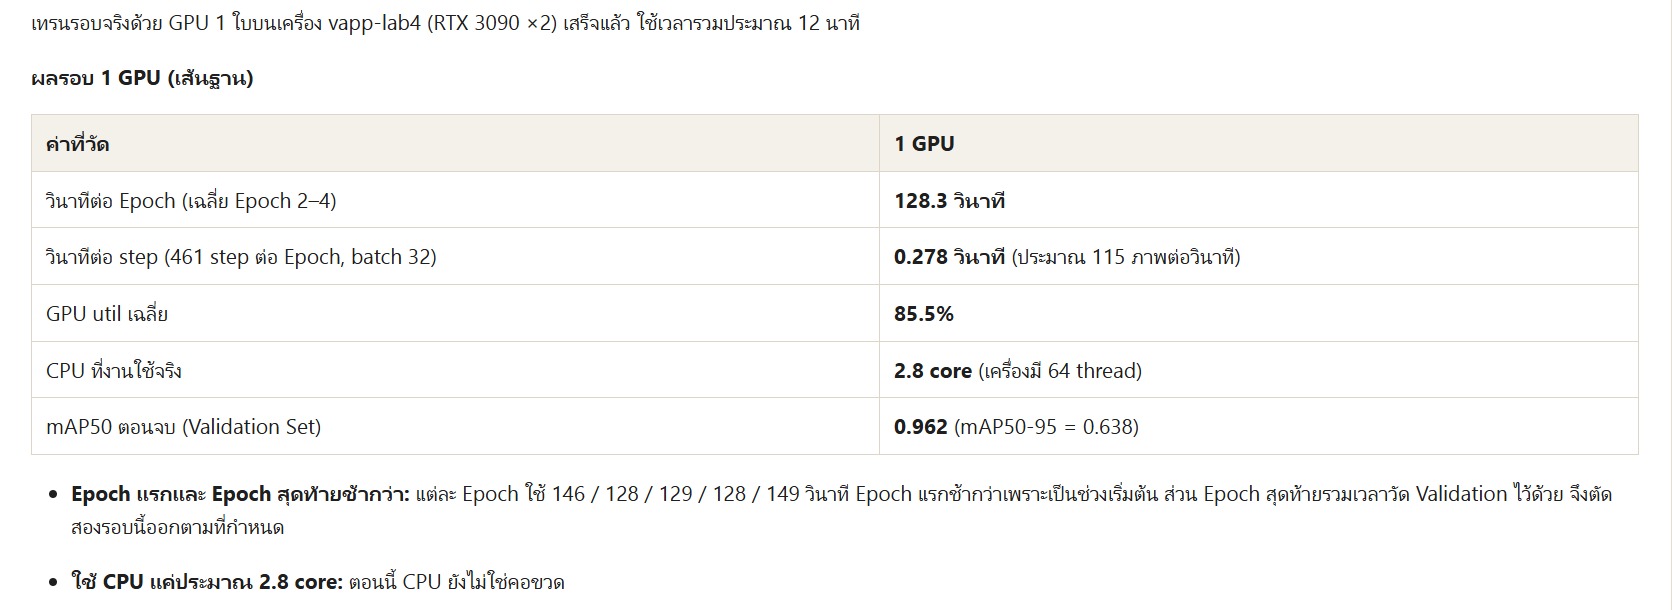 เทรนรอบจริงด้วย GPU 1 ใบบนเครื่อง vapp-lab4 (RTX 3090 ×2) เสร็จแล้ว ใช้เวลารวมประมาณ 12 นาที
ผลรอบ 1 GPU (เส้นฐาน)
ค่าที่วัด 1 GPU
วินาทีต่อ Epoch (เฉลี่ย Epoch 2–4) 128.3 วินาที
วินาทีต่อ step (461 step ต่อ Epoch, batch 32) 0.278 วินาที (ประมาณ 115 ภาพต่อวินาที)
GPU util เฉลี่ย 85.5%
CPU ที่งานใช้จริง 2.8 core (เครื่องมี 64 thread)
mAP50 ตอนจบ (Validation Set) 0.962 (mAP50-95 = 0.638)
• Epoch แรกและ Epoch สุดท้ายช้ากว่า: แต่ละ Epoch ใช้ 146 / 128 / 129 / 128 / 149 วินาที Epoch แรกช้ากว่าเพราะเป็นช่วงเริ่มต้น ส่วน Epoch สุดท้ายรวมเวลาวัด Validation ไว้ด้วย จึงตัด
สองรอบนี้ออกตามที่กำหนด
• ใช้ CPU แค่ประมาณ 2.8 core: ตอนนี้ CPU ยังไม่ใช่คอขวด